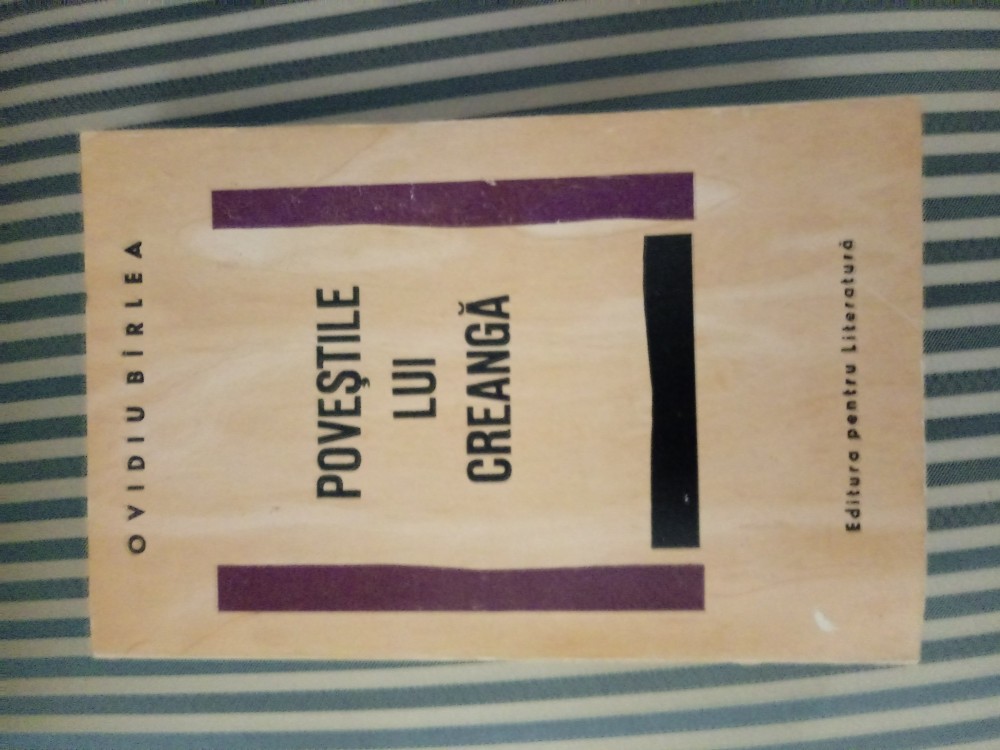 OVIDIU BÎRLEA
POVEȘTILE
LUI
CREANGĂ
Editura pentru Literatură